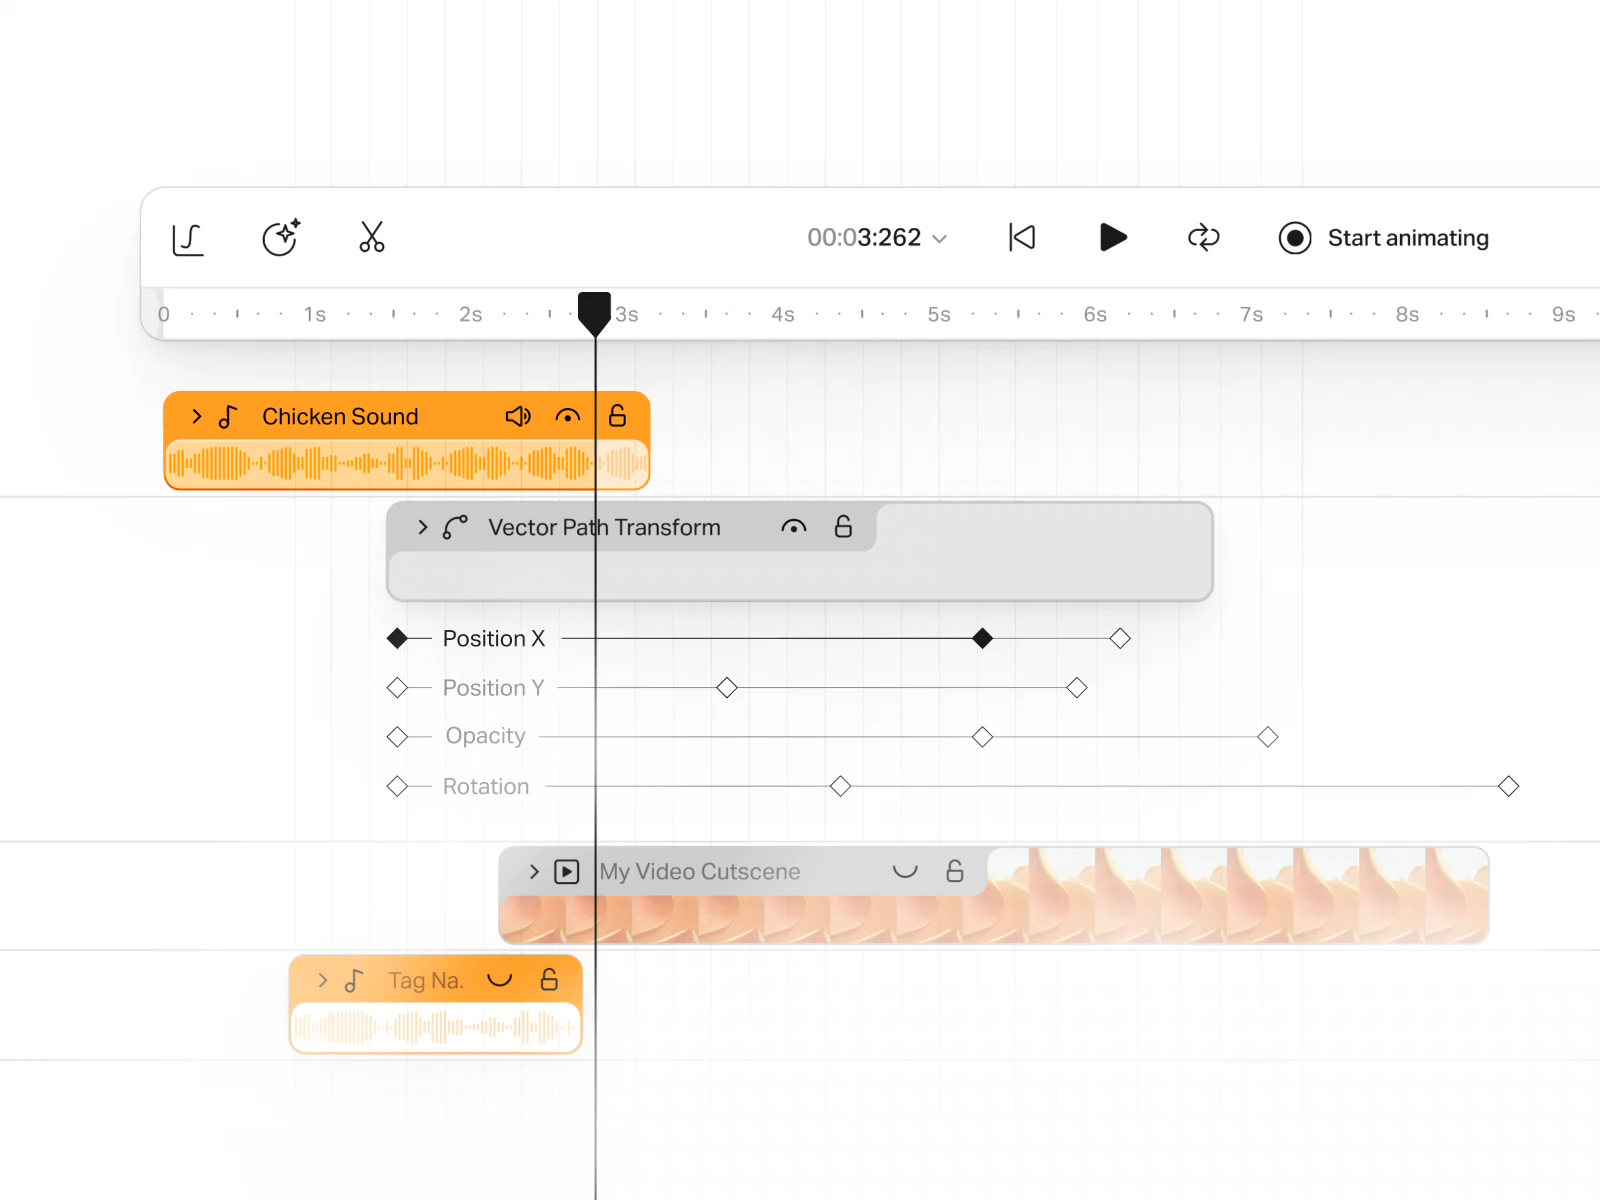 00:03:262
Start animating
0 1s 2s 3s 4s 5s 6s 7s 8s 9s
Chicken Sound
Vector Path Transform
Position X
Position Y
Opacity
Rotation
My Video Cutscene
Tag Na.